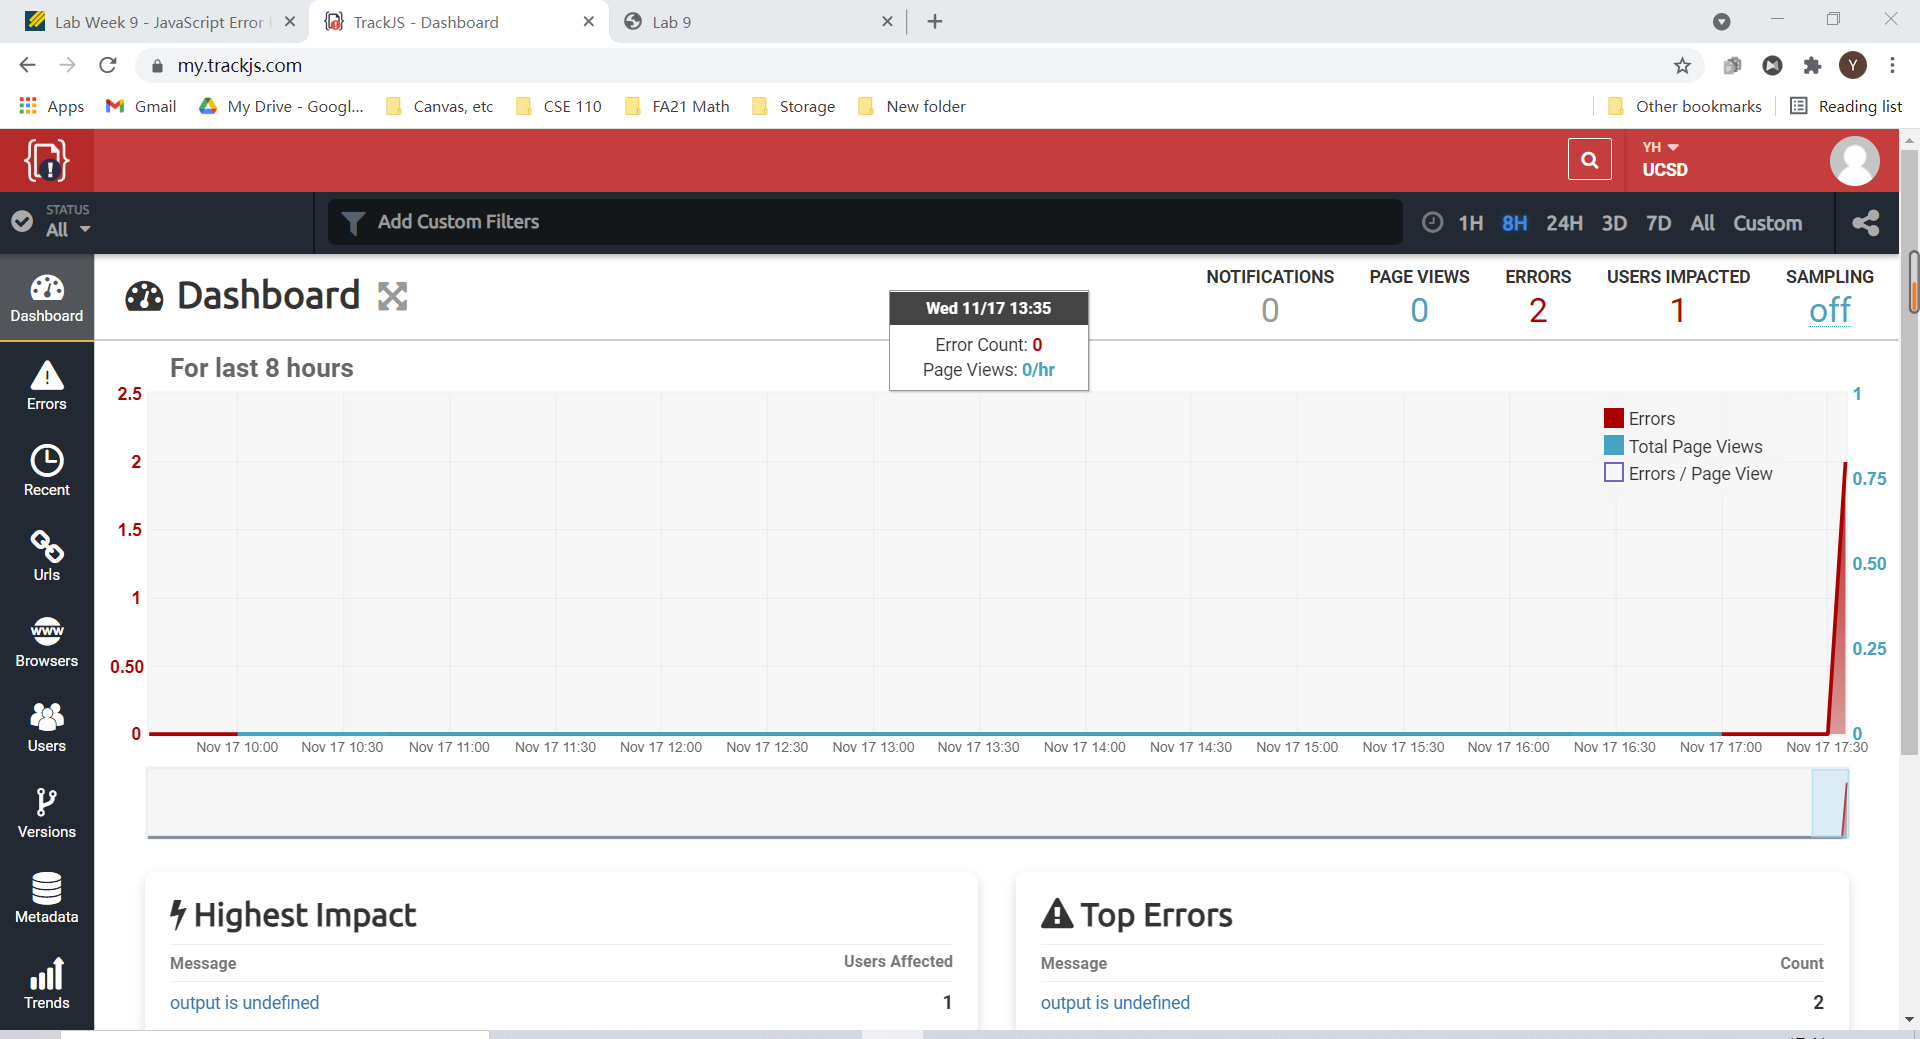 Lab Week 9 - JavaScript Error
TrackJS - Dashboard
Lab 9
my.trackjs.com
Y
Apps
Gmail
My Drive - Googl...
Canvas, etc
CSE 110
FA21 Math
Storage
New folder
Other bookmarks
Reading list
YH
UCSD
STATUS
All
Add Custom Filters
1H 8H 24H 3D 7D All Custom
Dashboard
Errors
Recent
Urls
www
Browsers
Users
Versions
Metadata
Trends
Dashboard
NOTIFICATIONS
0
PAGE VIEWS
0
ERRORS
2
USERS IMPACTED
1
SAMPLING
off
Wed 11/17 13:35
Error Count: 0
Page Views: 0/hr
For last 8 hours
2.5
2
1.5
1
0.50
0
1
0.75
0.50
0.25
0
Errors
Total Page Views
Errors / Page View
Nov 17 10:00 Nov 17 10:30 Nov 17 11:00 Nov 17 11:30 Nov 17 12:00 Nov 17 12:30 Nov 17 13:00 Nov 17 13:30 Nov 17 14:00 Nov 17 14:30 Nov 17 15:00 Nov 17 15:30 Nov 17 16:00 Nov 17 16:30 Nov 17 17:00 Nov 17 17:30
Highest Impact
Message Users Affected
output is undefined 1
Top Errors
Message Count
output is undefined 2